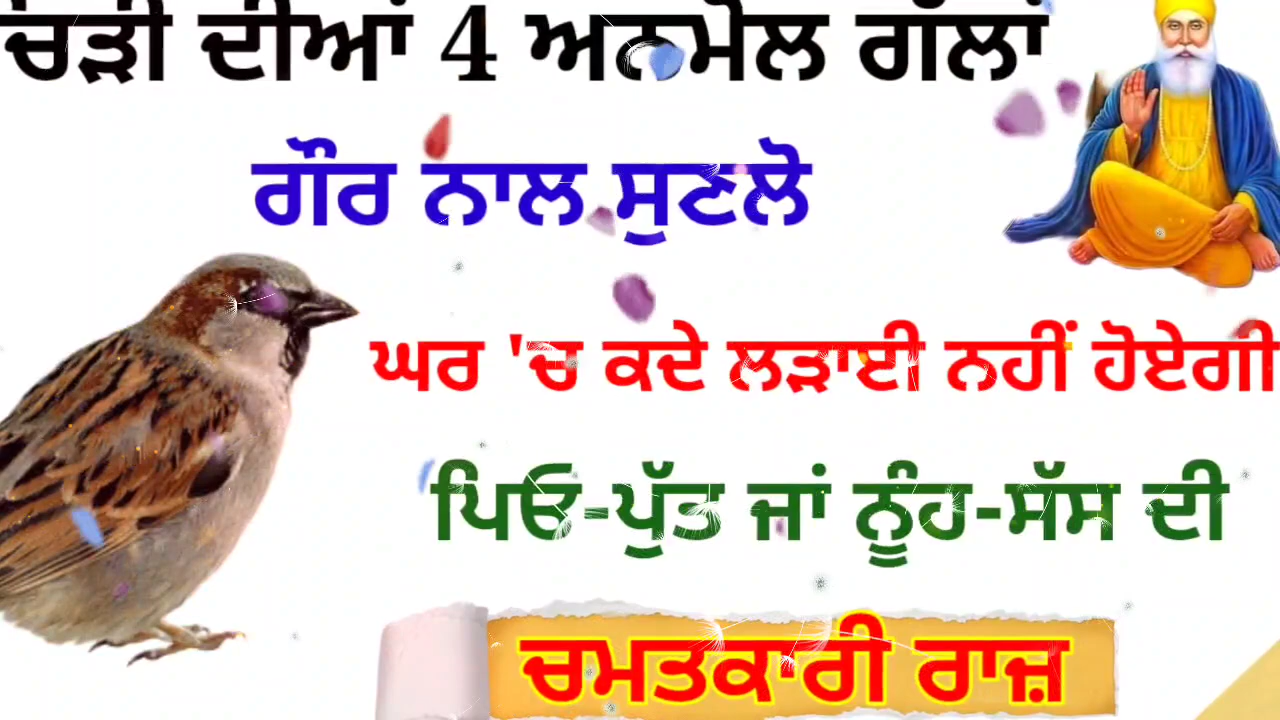 ਚਿੜੀ ਦੀਆਂ 4 ਅਨਮੋਲ ਗੱਲਾਂ
ਗੌਰ ਨਾਲ ਸੁਣਲੋ
ਘਰ 'ਚ ਕਦੇ ਲੜਾਈ ਨਹੀਂ ਹੋਏਗੀ
ਪਿਓ-ਪੁੱਤ ਜਾਂ ਨੂੰਹ-ਸੱਸ ਦੀ
ਚਮਤਕਾਰੀ ਰਾਜ਼